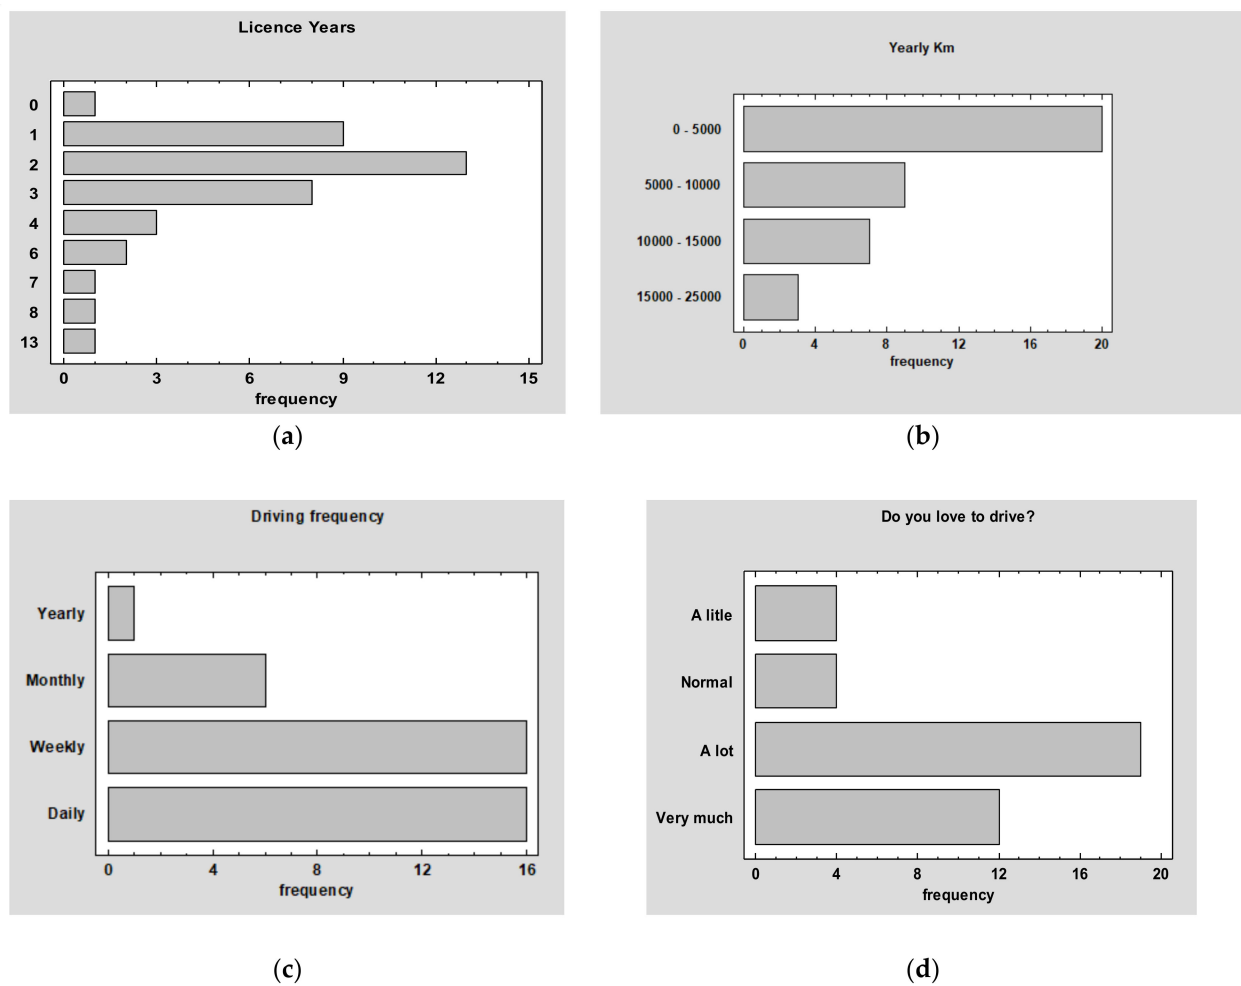 Licence Years
0
1
2
3
4
6
7
8
13
0 3 6 9 12 15
frequency
(a)
Yearly Km
0 - 5000
5000 - 10000
10000 - 15000
15000 - 25000
0 4 8 12 16 20
frequency
(b)
Driving frequency
Yearly
Monthly
Weekly
Daily
0 4 8 12 16
frequency
(c)
Do you love to drive?
A litle
Normal
A lot
Very much
0 4 8 12 16 20
frequency
(d)